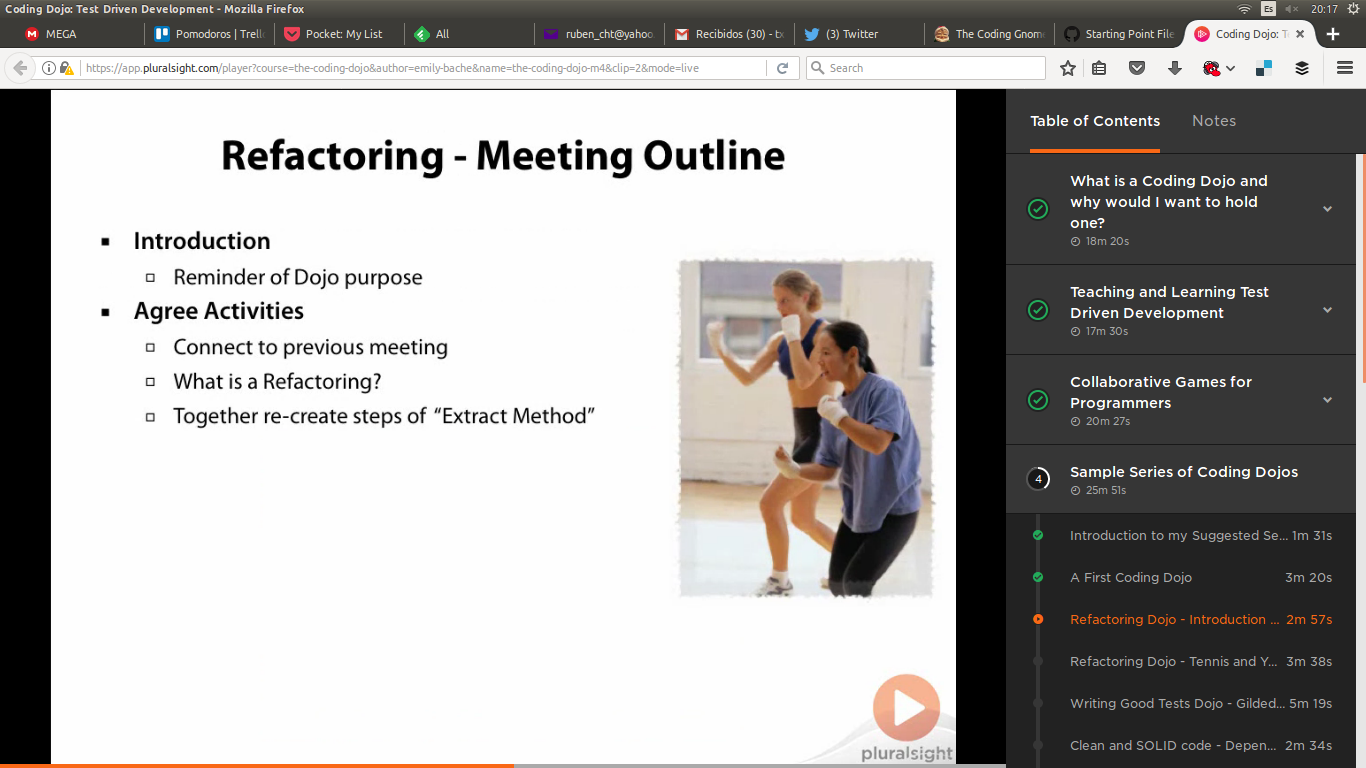 Coding Dojo: Test Driven Development - Mozilla Firefox
Es
20:17
MEGA
Pomodoros | Trell
Pocket: My List
All
ruben_cht@yahoo.
Recibidos (30) - tx
(3) Twitter
The Coding Gnom
Starting Point File
Coding Dojo: T
https://app.pluralsight.com/player?course=the-coding-dojo&author=emily-bache&name=the-coding-dojo-m4&clip=2&mode=live
Search
Refactoring - Meeting Outline
Introduction
Reminder of Dojo purpose
Agree Activities
Connect to previous meeting
What is a Refactoring?
Together re-create steps of “Extract Method”
pluralsight
Table of Contents
Notes
What is a Coding Dojo and
why would I want to hold
one?
18m 20s
Teaching and Learning Test
Driven Development
17m 30s
Collaborative Games for
Programmers
20m 27s
4
Sample Series of Coding Dojos
25m 51s
Introduction to my Suggested Se... 1m 31s
A First Coding Dojo 3m 20s
Refactoring Dojo - Introduction ... 2m 57s
Refactoring Dojo - Tennis and Y... 3m 38s
Writing Good Tests Dojo - Gilded... 5m 19s
Clean and SOLID code - Depen... 2m 34s